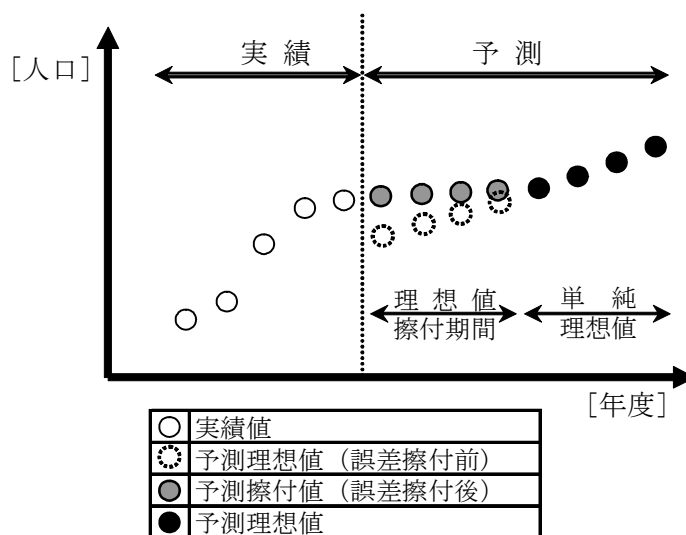 実 績
予 測
[人口]
理 想 値
擦付期間
単 純
理想値
[年度]
実績値
予測理想値（誤差擦付前）
予測擦付値（誤差擦付後）
予測理想値